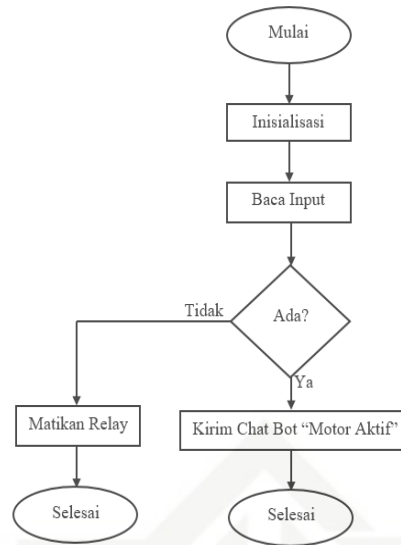 Mulai
Inisialisasi
Baca Input
Ada?
Tidak
Ya
Matikan Relay
Kirim Chat Bot “Motor Aktif”
Selesai
Selesai